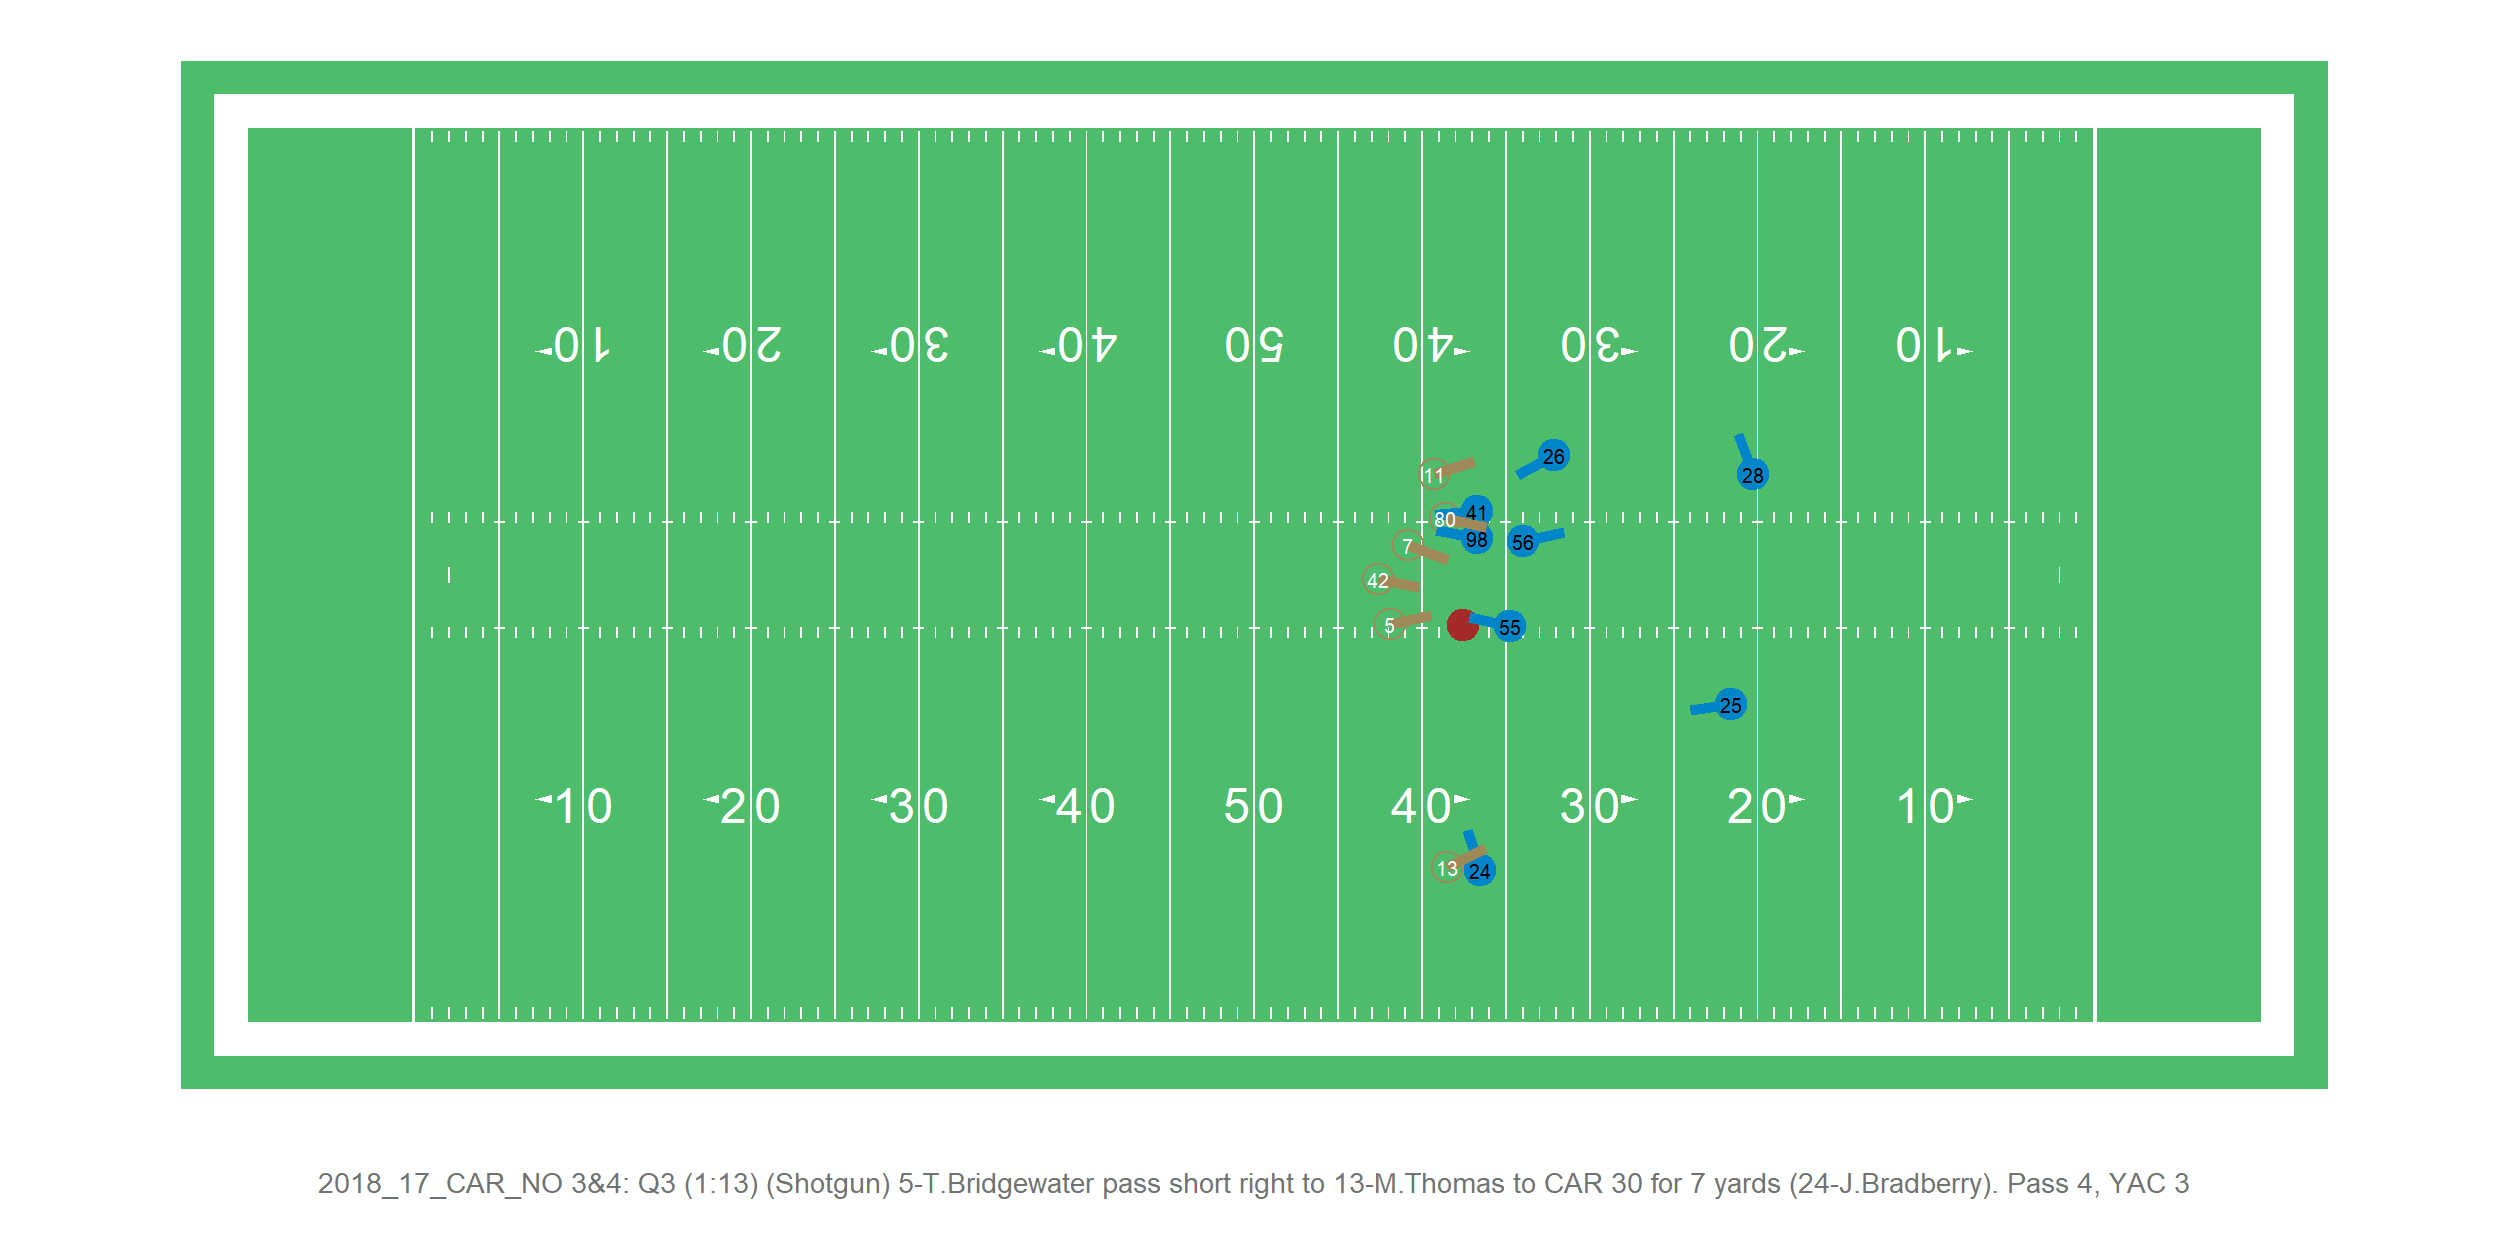 10 20 30 40 50 40 30 20 10
11 26 28
41
80
98 56
7
42
5 55
25
10 20 30 40 50 40 30 20 10
13 24
2018_17_CAR_NO 3&4: Q3 (1:13) (Shotgun) 5-T.Bridgewater pass short right to 13-M.Thomas to CAR 30 for 7 yards (24-J.Bradberry). Pass 4, YAC 3